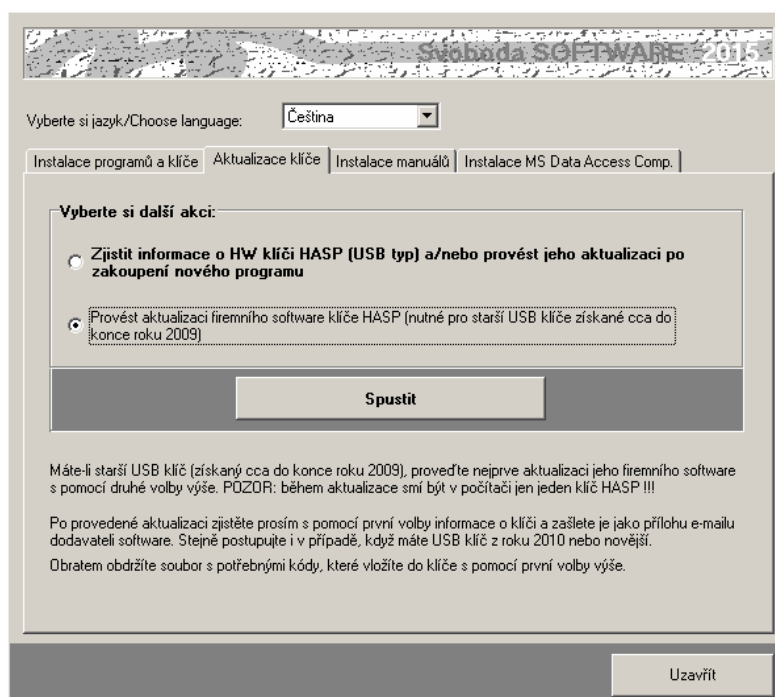 Svoboda SOFTWARE 2015
Vyberte si jazyk/Choose language:
Čeština
Instalace programů a klíče
Aktualizace klíče
Instalace manuálů
Instalace MS Data Access Comp.
Vyberte si další akci:
Zjistit informace o HW klíči HASP (USB typ) a/nebo provést jeho aktualizaci po
zakoupení nového programu
Provést aktualizaci firemního software klíče HASP (nutné pro starší USB klíče získané cca do
konce roku 2009)
Spustit
Máte-li starší USB klíč (získaný cca do konce roku 2009), proveďte nejprve aktualizaci jeho firemního software
s pomocí druhé volby výše. POZOR: během aktualizace smí být v počítači jen jeden klíč HASP !!!
Po provedené aktualizaci zjistěte prosím s pomocí první volby informace o klíči a zašlete je jako přílohu e-mailu
dodavateli software. Stejně postupujte i v případě, když máte USB klíč z roku 2010 nebo novější.
Obratem obdržíte soubor s potřebnými kódy, které vložíte do klíče s pomocí první volby výše.
Uzavřít